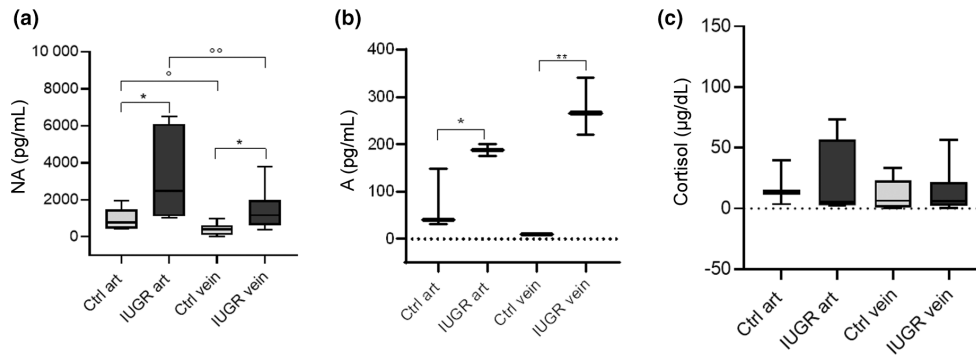 (a)
NA (pg/mL)
10 000
8000
6000
4000
2000
0
°
°°
*
*
Ctrl art
IUGR art
Ctrl vein
IUGR vein
(b)
A (pg/mL)
400
300
200
100
0
*
**
Ctrl art
IUGR art
Ctrl vein
IUGR vein
(c)
Cortisol (µg/dL)
150
100
50
0
-50
Ctrl art
IUGR art
Ctrl vein
IUGR vein